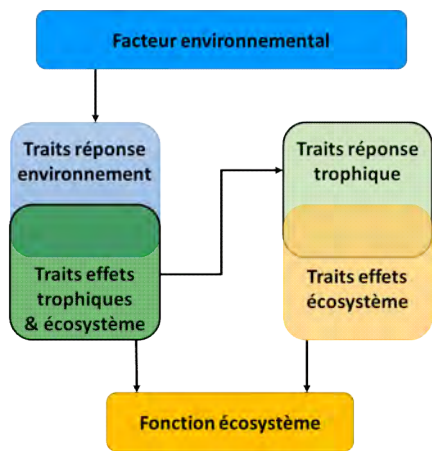 Facteur environnemental
Traits réponse
environnement
Traits réponse
trophique
Traits effets
trophiques
& écosystème
Traits effets
écosystème
Fonction écosystème